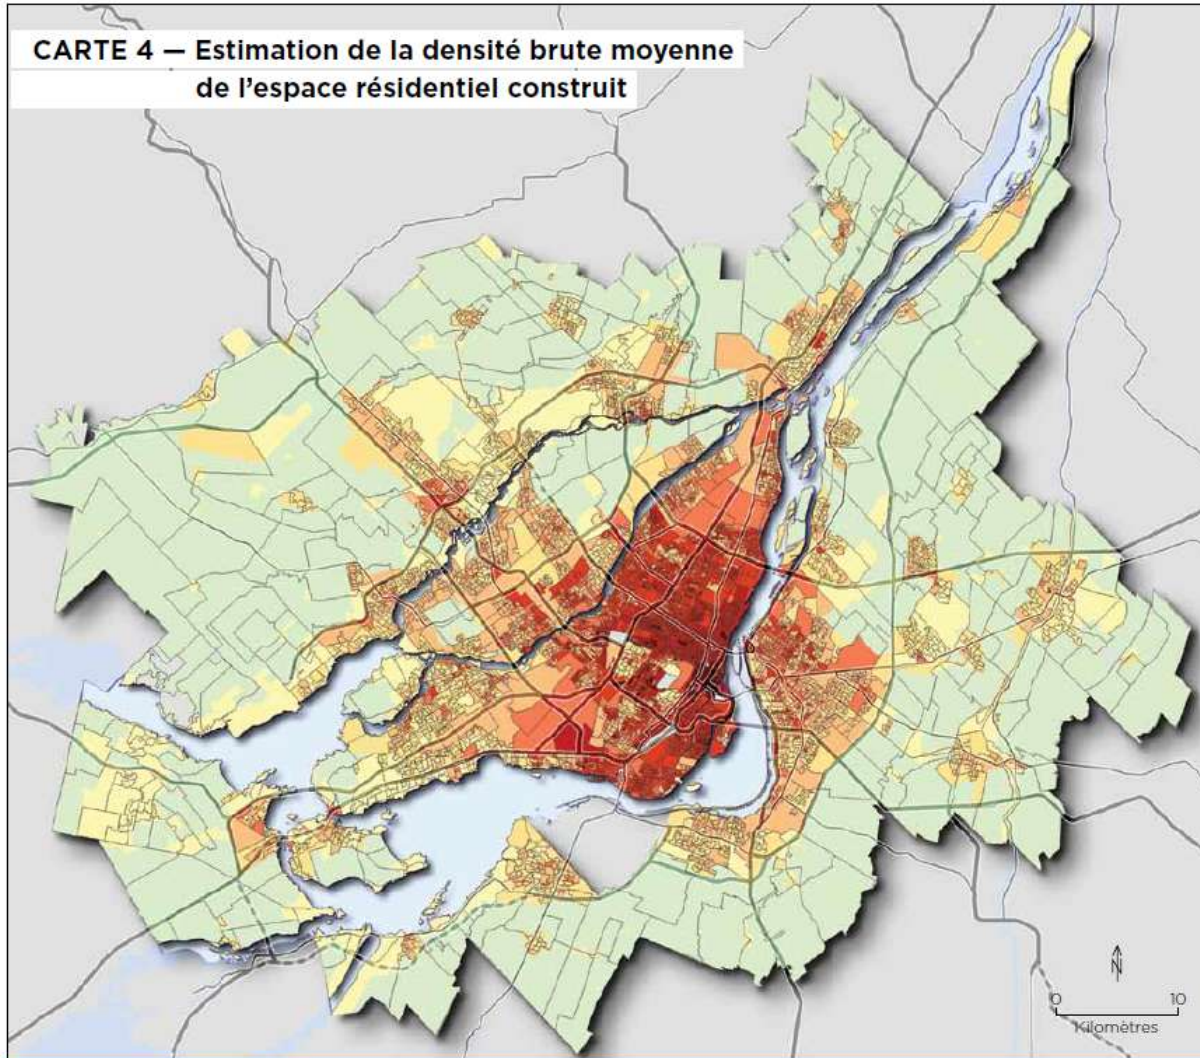 CARTE 4 — Estimation de la densité brute moyenne
de l'espace résidentiel construit
N
0 10
Kilomètres